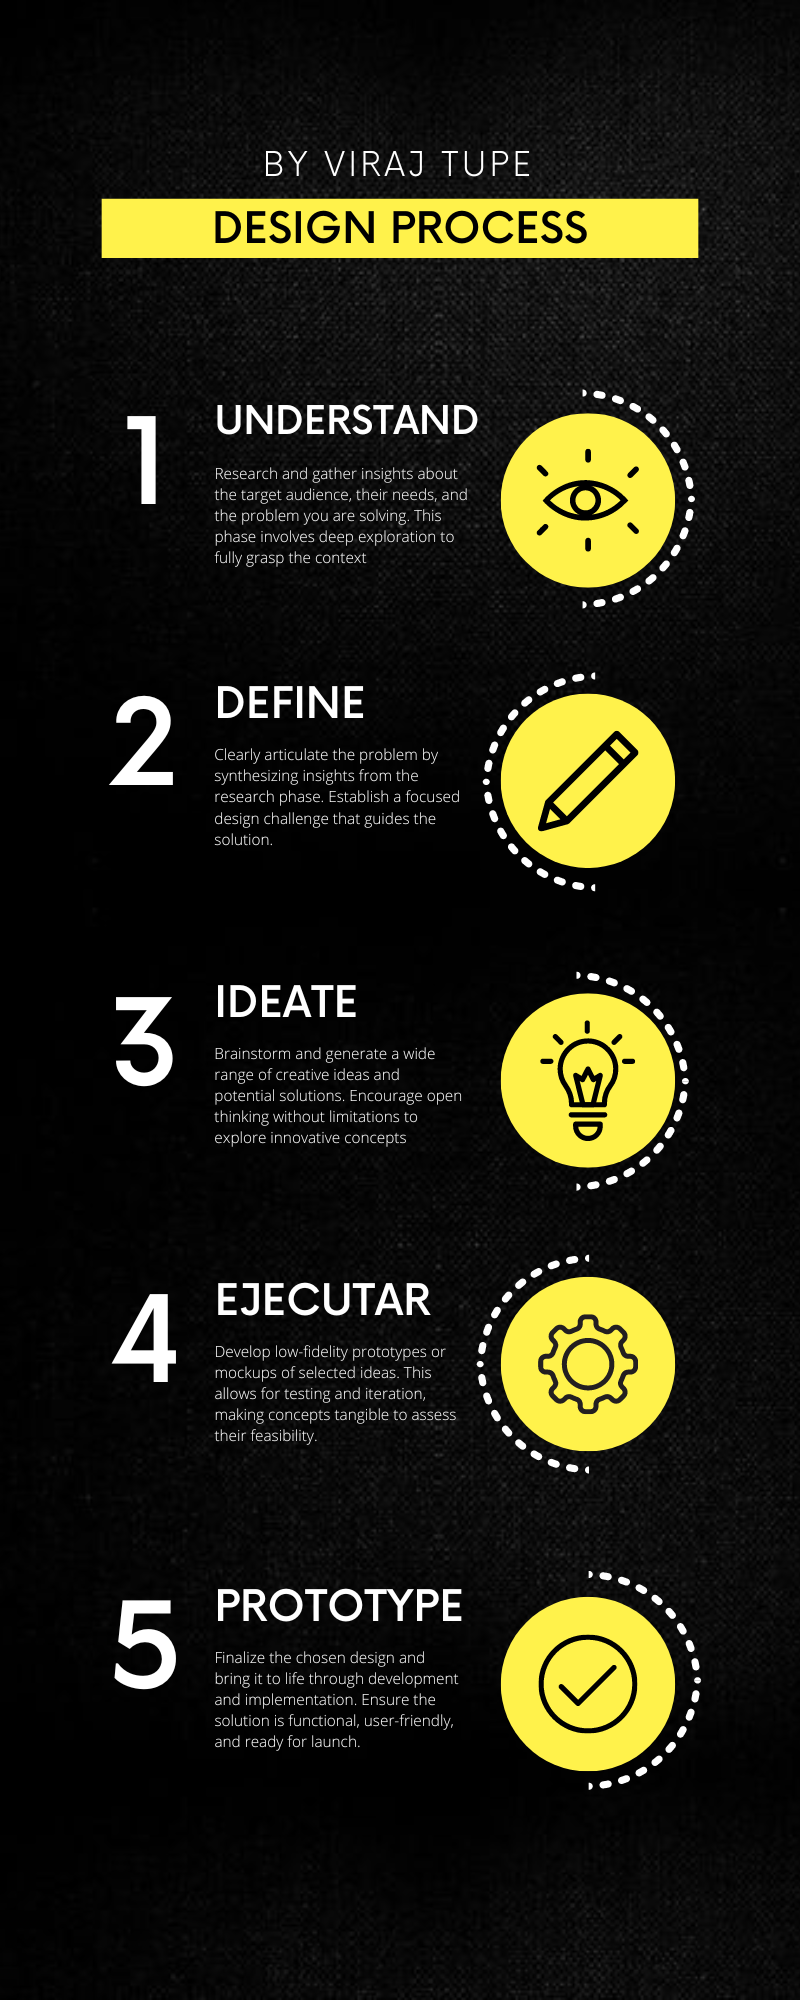 BY VIRAJ TUPE
DESIGN PROCESS
1
UNDERSTAND
Research and gather insights about
the target audience, their needs, and
the problem you are solving. This
phase involves deep exploration to
fully grasp the context
2
DEFINE
Clearly articulate the problem by
synthesizing insights from the
research phase. Establish a focused
design challenge that guides the
solution.
3
IDEATE
Brainstorm and generate a wide
range of creative ideas and
potential solutions. Encourage open
thinking without limitations to
explore innovative concepts
4
EJECUTAR
Develop low-fidelity prototypes or
mockups of selected ideas. This
allows for testing and iteration,
making concepts tangible to assess
their feasibility.
5
PROTOTYPE
Finalize the chosen design and
bring it to life through development
and implementation. Ensure the
solution is functional, user-friendly,
and ready for launch.